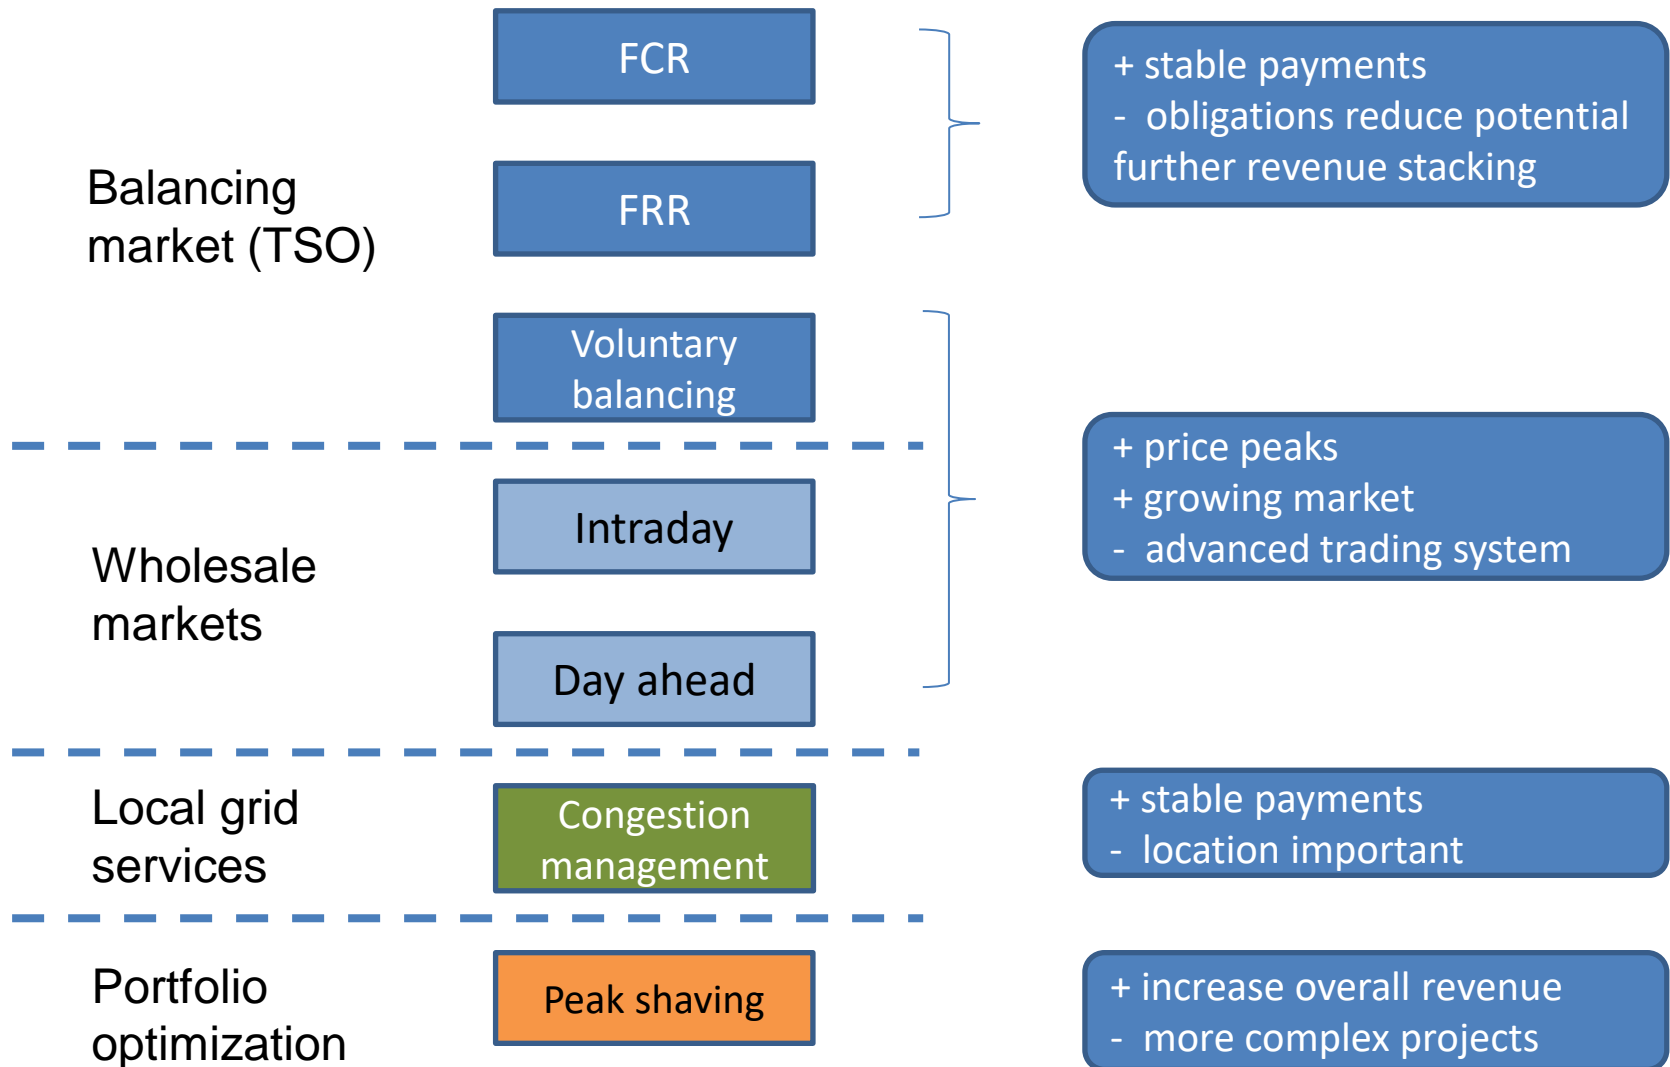 FCR
+ stable payments
-  obligations reduce potential
further revenue stacking
Balancing
market (TSO)
FRR
Voluntary
balancing
+ price peaks
+ growing market
-  advanced trading system
Intraday
Wholesale
markets
Day ahead
Local grid
services
Congestion
management
+ stable payments
-  location important
Portfolio
optimization
Peak shaving
+ increase overall revenue
-  more complex projects